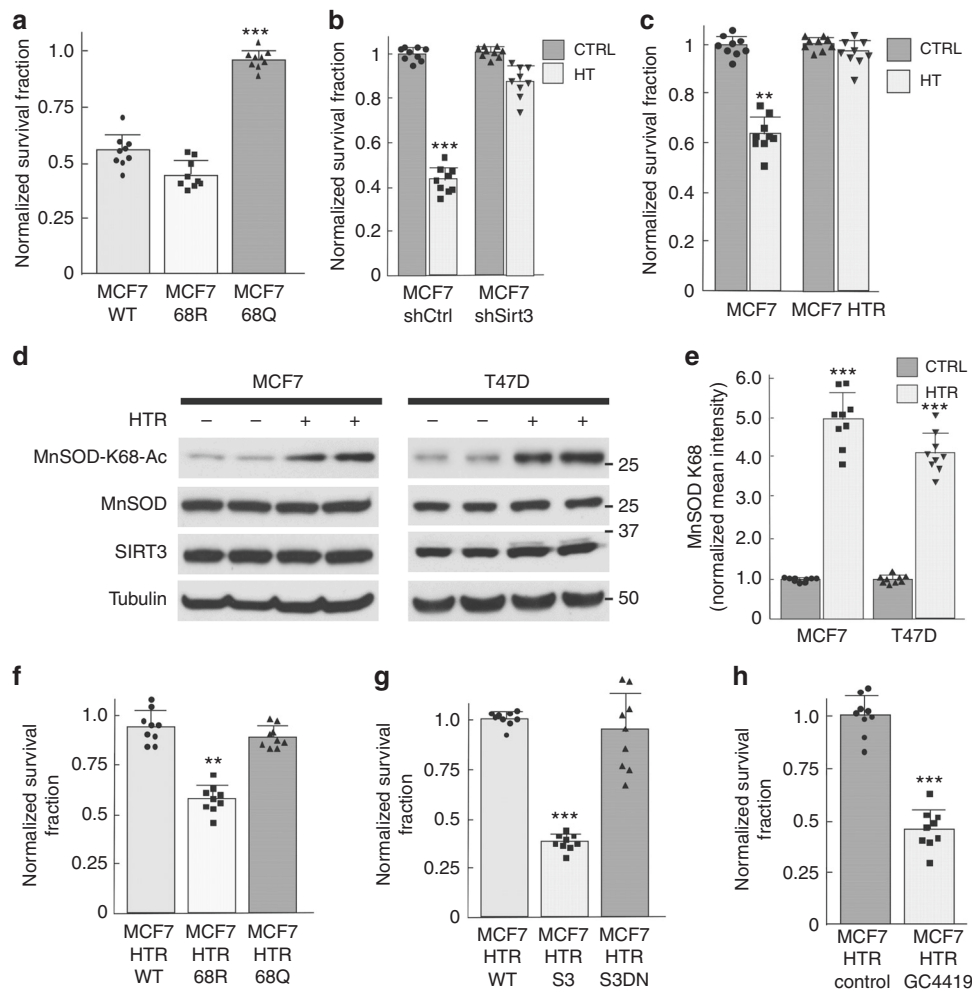 a
Normalized survival fraction
1.0
0.75
0.5
0.25
0
***
MCF7
WT
MCF7
68R
MCF7
68Q
b
Normalized survival fraction
1
0.8
0.6
0.4
0.2
0
***
CTRL
HT
MCF7
shCtrl
MCF7
shSirt3
c
Normalized survival fraction
1
0.8
0.6
0.4
0.2
0
**
CTRL
HT
MCF7
MCF7 HTR
d
MCF7
T47D
HTR
– – + +
– – + +
MnSOD-K68-Ac
25
MnSOD
25
37
SIRT3
Tubulin
50
e
MnSOD K68
(normalized mean intensity)
6.0
5.0
4.0
3.0
2.0
1.0
0
***
***
CTRL
HTR
MCF7
T47D
f
Normalized survival
fraction
1.0
0.75
0.5
0.25
0
**
MCF7
HTR
WT
MCF7
HTR
68R
MCF7
HTR
68Q
g
Normalized survival
fraction
1.0
0.75
0.5
0.25
0
***
MCF7
HTR
WT
MCF7
HTR
S3
MCF7
HTR
S3DN
h
Normalized survival
fraction
1.0
0.75
0.5
0.25
0
***
MCF7
HTR
control
MCF7
HTR
GC4419